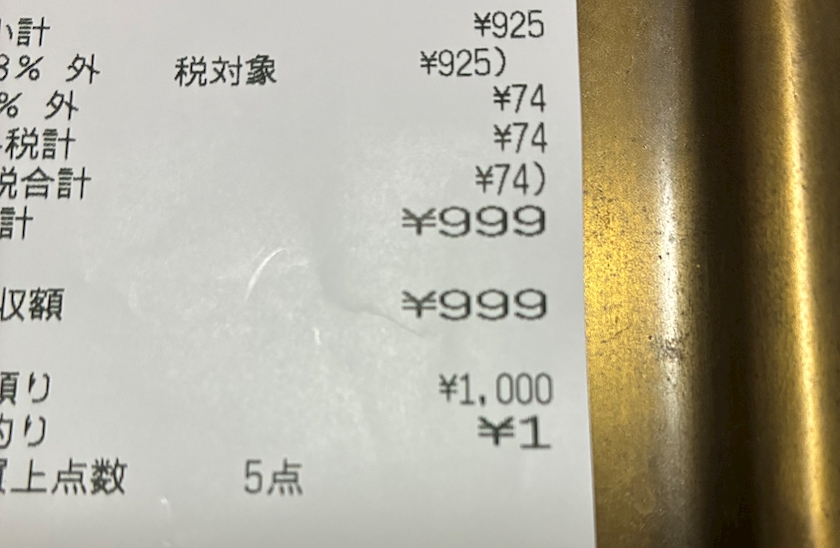 小計 ¥925
8% 外 税対象 ¥925)
% 外 ¥74
税計 ¥74
税合計 ¥74)
計 ¥999
収額 ¥999
預り ¥1,000
釣り ¥1
買上点数 5点